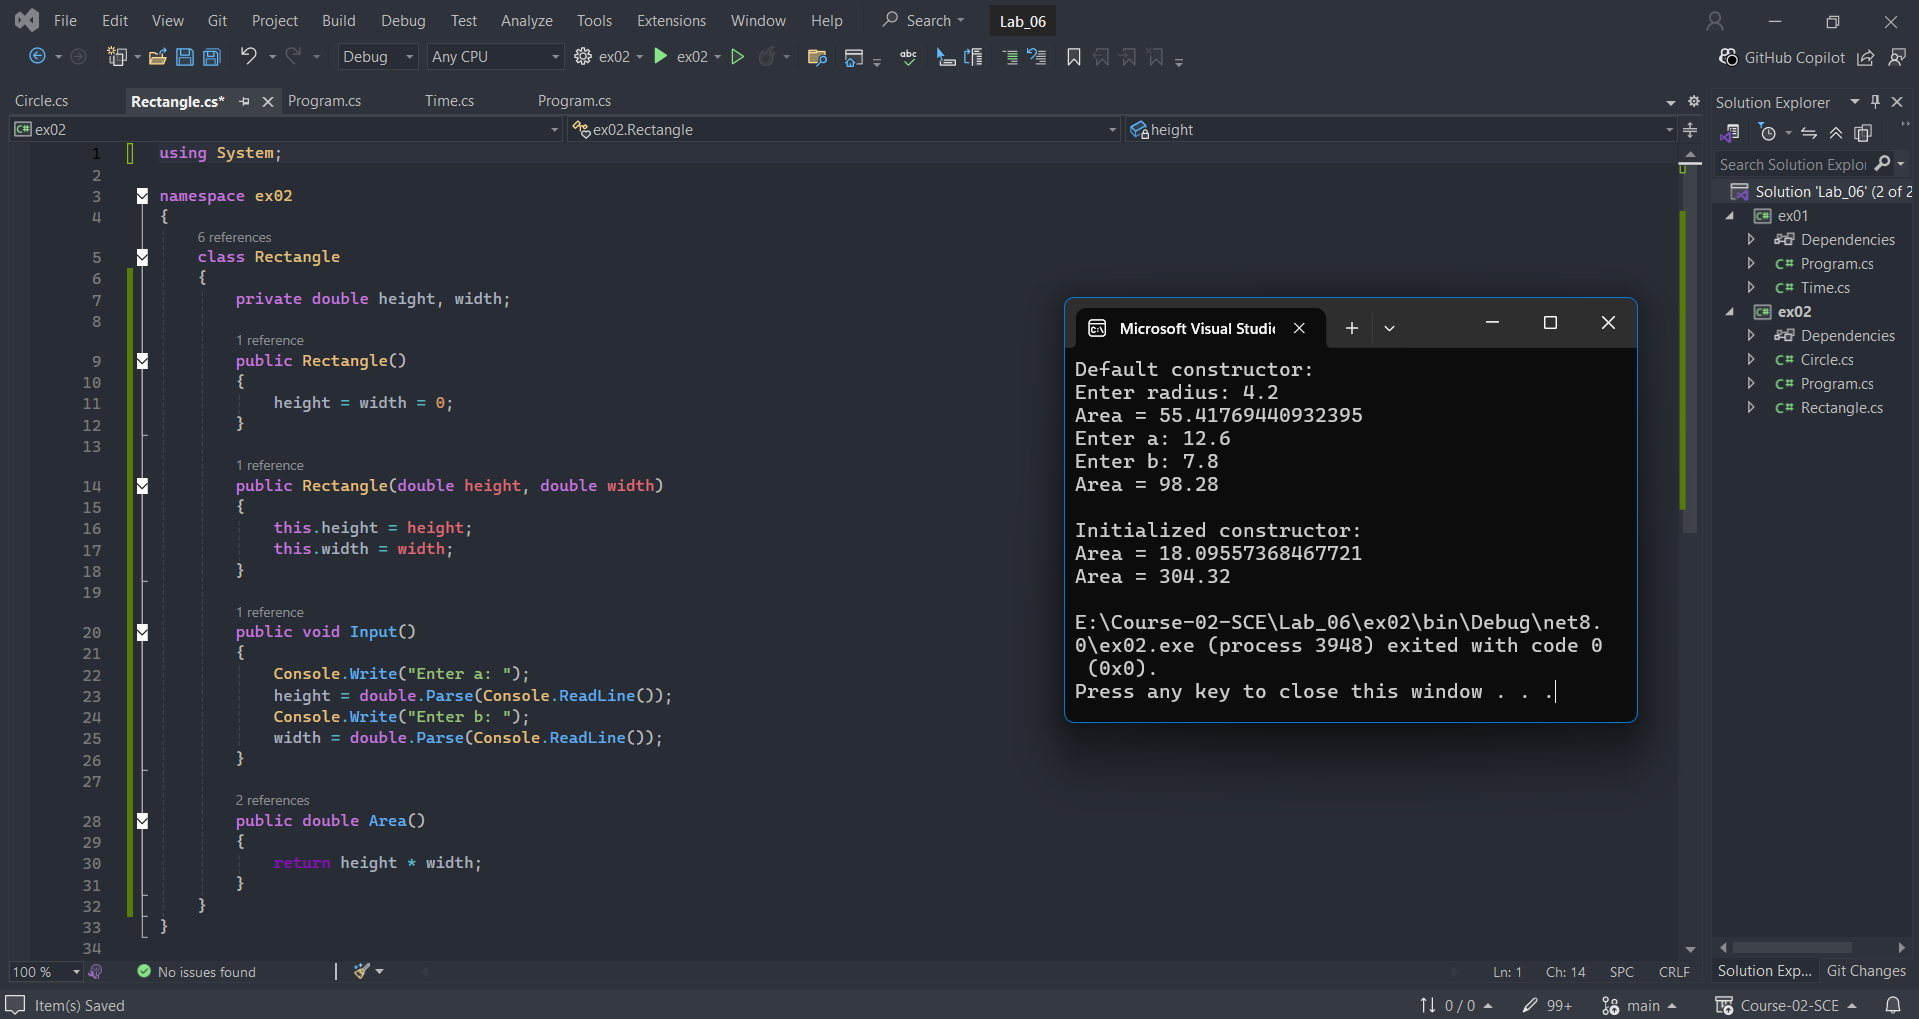 File Edit View Git Project Build Debug Test Analyze Tools Extensions Window Help Search Lab_06
Debug Any CPU ex02 ex02 abc GitHub Copilot
Circle.cs Rectangle.cs* Program.cs Time.cs Program.cs
C# ex02 ex02.Rectangle height
1 using System;
2
3 namespace ex02
4 {
6 references
5 class Rectangle
6 {
7 private double height, width;
8
1 reference
9 public Rectangle()
10 {
11 height = width = 0;
12 }
13
1 reference
14 public Rectangle(double height, double width)
15 {
16 this.height = height;
17 this.width = width;
18 }
19
1 reference
20 public void Input()
21 {
22 Console.Write("Enter a: ");
23 height = double.Parse(Console.ReadLine());
24 Console.Write("Enter b: ");
25 width = double.Parse(Console.ReadLine());
26 }
27
2 references
28 public double Area()
29 {
30 return height * width;
31 }
32 }
33 }
34
Microsoft Visual Studi
Default constructor:
Enter radius: 4.2
Area = 55.41769440932395
Enter a: 12.6
Enter b: 7.8
Area = 98.28
Initialized constructor:
Area = 18.09557368467721
Area = 304.32
E:\Course-02-SCE\Lab_06\ex02\bin\Debug\net8.
0\ex02.exe (process 3948) exited with code 0
(0x0).
Press any key to close this window . . .
Solution Explorer
Search Solution Explo
Solution 'Lab_06' (2 of 2
C# ex01
Dependencies
C# Program.cs
C# Time.cs
C# ex02
Dependencies
C# Circle.cs
C# Program.cs
C# Rectangle.cs
100 % No issues found Ln: 1 Ch: 14 SPC CRLF
Solution Exp... Git Changes
Item(s) Saved 0 / 0 99+ main Course-02-SCE